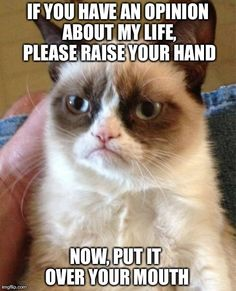 IF YOU HAVE AN OPINION
ABOUT MY LIFE,
PLEASE RAISE YOUR HAND
NOW, PUT IT
OVER YOUR MOUTH
imgflip.com